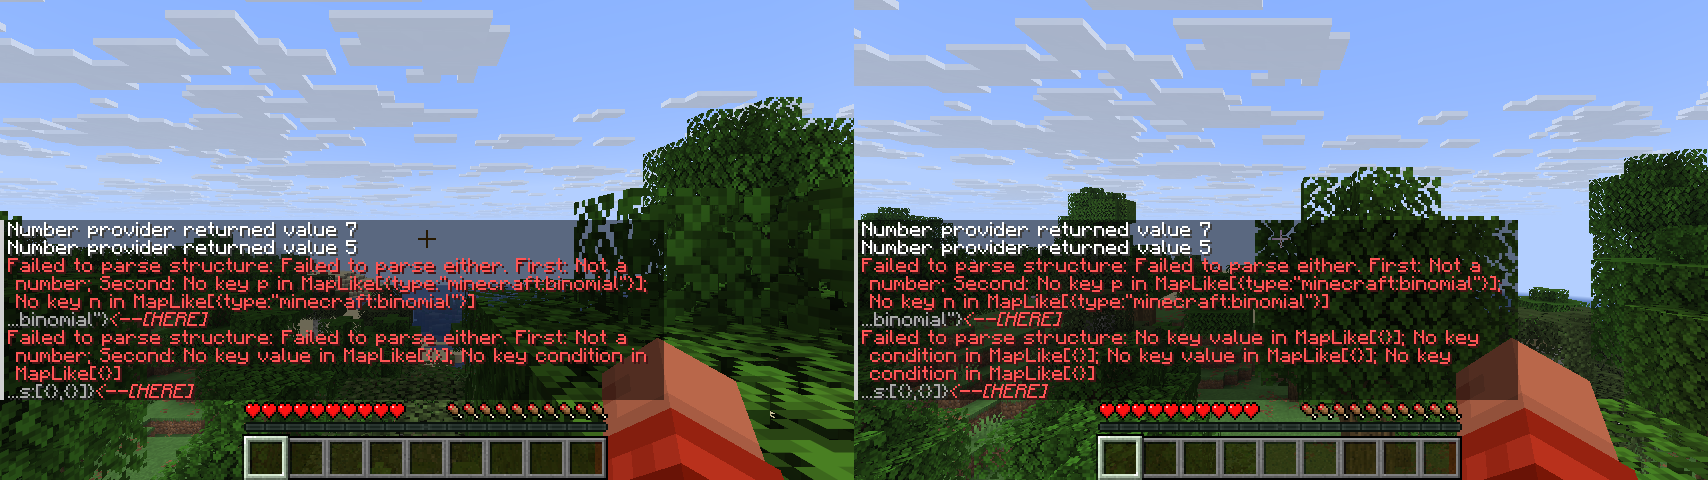 Number provider returned value 7
Number provider returned value 5
Failed to parse structure: Failed to parse either. First: Not a
number; Second: No key p in MapLike[{type:"minecraft:binomial"}];
No key n in MapLike[{type:"minecraft:binomial"}]
...binomial"}<--[HERE]
Failed to parse structure: Failed to parse either. First: Not a
number; Second: No key value in MapLike[{}]; No key condition in
MapLike[{}]
...s:[{},{}]}<--[HERE]
Number provider returned value 7
Number provider returned value 5
Failed to parse structure: Failed to parse either. First: Not a
number; Second: No key p in MapLike[{type:"minecraft:binomial"}];
No key n in MapLike[{type:"minecraft:binomial"}]
...binomial"}<--[HERE]
Failed to parse structure: No key value in MapLike[{}]; No key
condition in MapLike[{}]; No key value in MapLike[{}]; No key
condition in MapLike[{}]
...s:[{},{}]}<--[HERE]